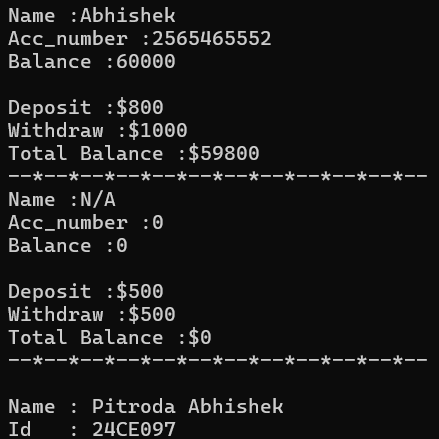 Name :Abhishek
Acc_number :2565465552
Balance :60000
Deposit :$800
Withdraw :$1000
Total Balance :$59800
--*--*--*--*--*--*--*--*--*--*--*--
Name :N/A
Acc_number :0
Balance :0
Deposit :$500
Withdraw :$500
Total Balance :$0
--*--*--*--*--*--*--*--*--*--*--*--
Name : Pitroda Abhishek
Id   : 24CE097